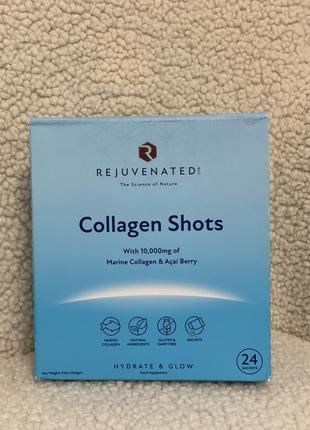 REJUVENATED
The Science of Nature
Collagen Shots
With 10,000mg of
Marine Collagen & Açaí Berry
MARINE COLLAGEN
NATURAL INGREDIENTS
GLUTEN & DAIRY FREE
SACHETS
24
SACHETS
HYDRATE & GLOW
Food Supplement